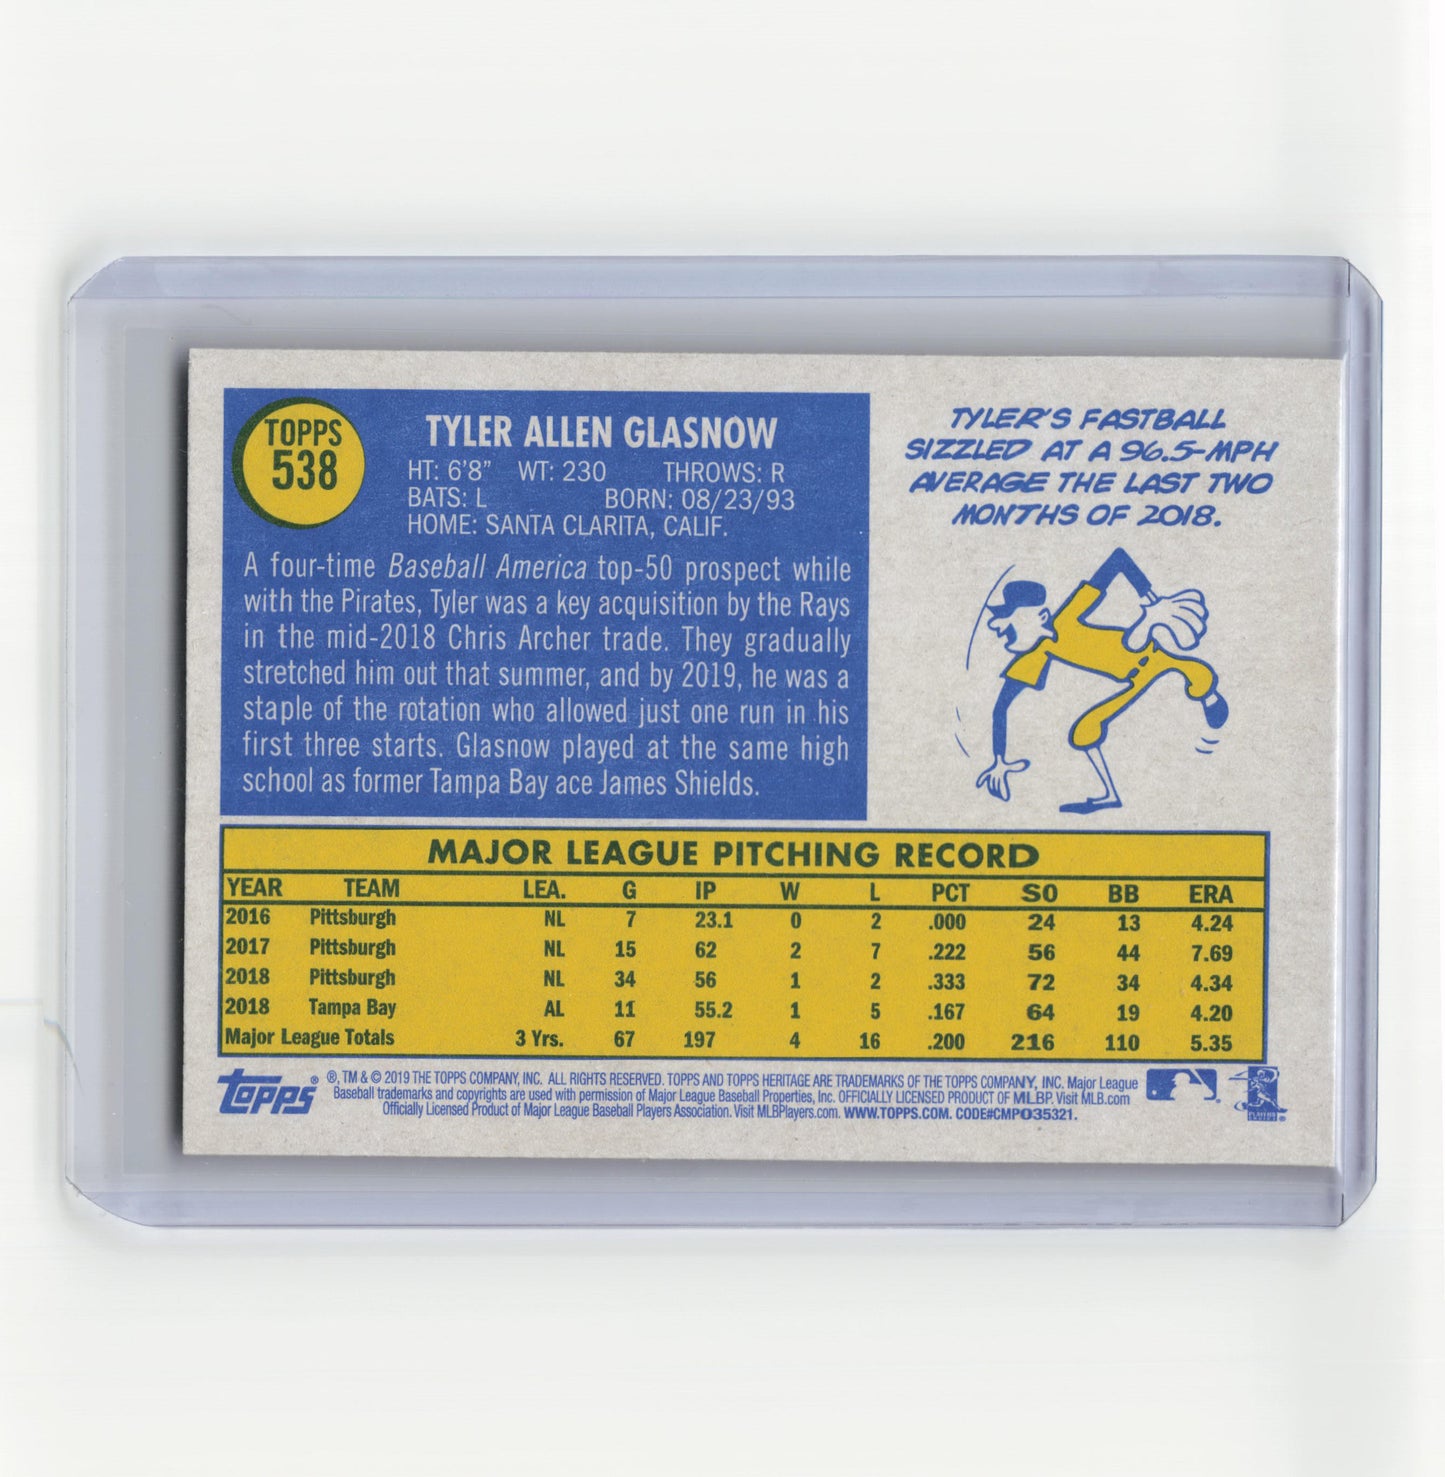 TOPPS
538
TYLER ALLEN GLASNOW
HT: 6'8" WT: 230 THROWS: R
BATS: L BORN: 08/23/93
HOME: SANTA CLARITA, CALIF.
A four-time Baseball America top-50 prospect while
with the Pirates, Tyler was a key acquisition by the Rays
in the mid-2018 Chris Archer trade. They gradually
stretched him out that summer, and by 2019, he was a
staple of the rotation who allowed just one run in his
first three starts. Glasnow played at the same high
school as former Tampa Bay ace James Shields.
TYLER'S FASTBALL
SIZZLED AT A 96.5-MPH
AVERAGE THE LAST TWO
MONTHS OF 2018.
MAJOR LEAGUE PITCHING RECORD
YEAR TEAM LEA. G IP W L PCT SO BB ERA
2016 Pittsburgh NL 7 23.1 0 2 .000 24 13 4.24
2017 Pittsburgh NL 15 62 2 7 .222 56 44 7.69
2018 Pittsburgh NL 34 56 1 2 .333 72 34 4.34
2018 Tampa Bay AL 11 55.2 1 5 .167 64 19 4.20
Major League Totals 3 Yrs. 67 197 4 16 .200 216 110 5.35
topps®
®, TM & © 2019 THE TOPPS COMPANY, INC. ALL RIGHTS RESERVED. TOPPS AND TOPPS HERITAGE ARE TRADEMARKS OF THE TOPPS COMPANY, INC. Major League
Baseball trademarks and copyrights are used with permission of Major League Baseball Properties, Inc. OFFICIALLY LICENSED PRODUCT OF MLBP. Visit MLB.com
Officially Licensed Product of Major League Baseball Players Association. Visit MLBPlayers.com. WWW.TOPPS.COM. CODE#CMP035321.